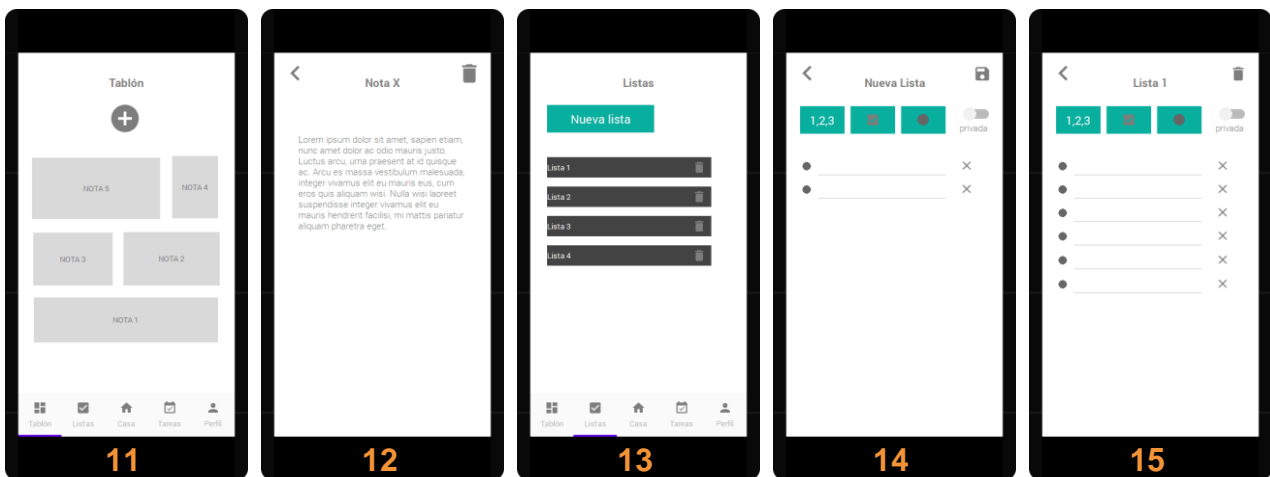 Tablón
NOTA 5
NOTA 4
NOTA 3
NOTA 2
NOTA 1
Tablón Listas Casa Tareas Perfil
11
Nota X
Lorem ipsum dolor sit amet, sapien etiam,
nunc amet dolor ac odio mauris justo.
Luctus arcu, urna praesent at id quisque
ac. Arcu es massa vestibulum malesuada,
integer vivamus elit eu mauris eus, cum
eros quis aliquam wisi. Nulla wisi laoreet
suspendisse integer vivamus elit eu
mauris hendrerit facilisi, mi mattis pariatur
aliquam pharetra eget.
12
Listas
Nueva lista
Lista 1
Lista 2
Lista 3
Lista 4
Tablón Listas Casa Tareas Perfil
13
Nueva Lista
1,2,3
privada
14
Lista 1
1,2,3
privada
15